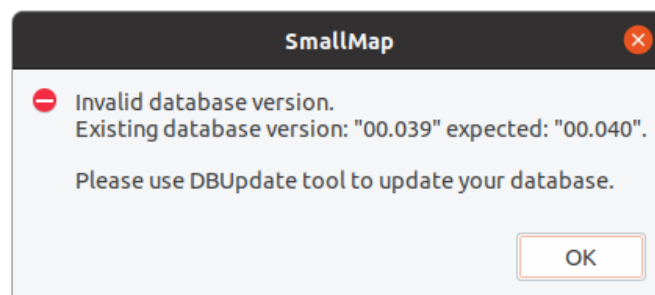 SmallMap
Invalid database version.
Existing database version: "00.039" expected: "00.040".
Please use DBUpdate tool to update your database.
OK